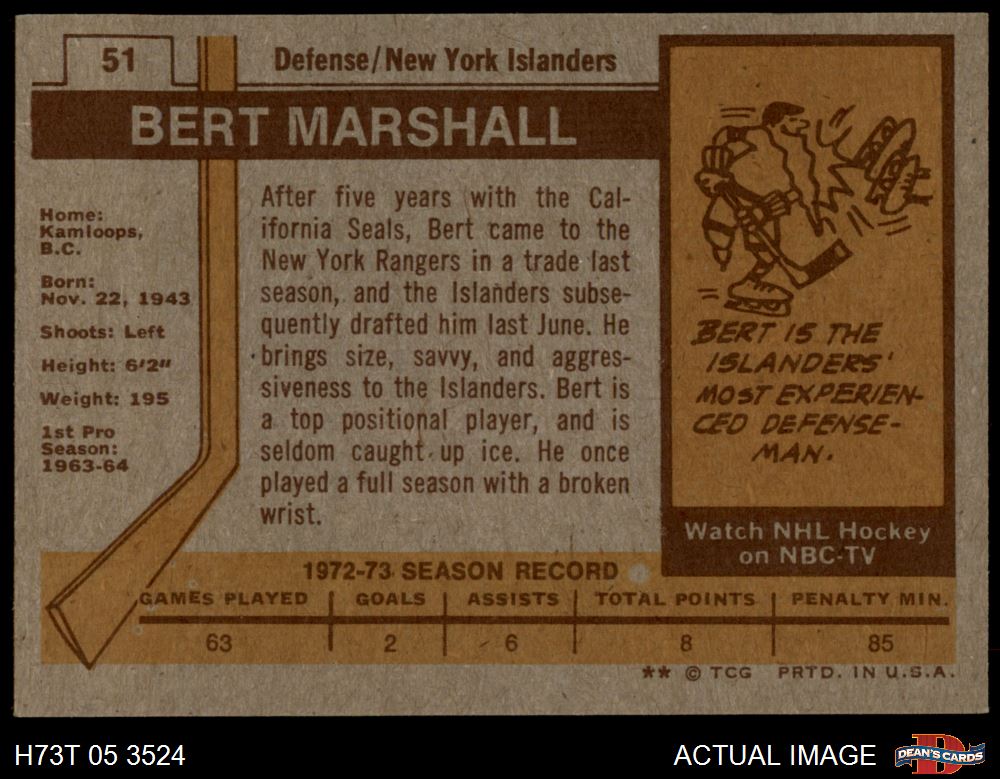 51
Defense/New York Islanders
BERT MARSHALL
Home:
Kamloops,
B.C.
Born:
Nov. 22, 1943
Shoots: Left
Height: 6'2"
Weight: 195
1st Pro
Season:
1963-64
After five years with the Cal-
ifornia Seals, Bert came to the
New York Rangers in a trade last
season, and the Islanders subse-
quently drafted him last June. He
brings size, savvy, and aggres-
siveness to the Islanders. Bert is
a top positional player, and is
seldom caught up ice. He once
played a full season with a broken
wrist.
BERT IS THE
ISLANDERS'
MOST EXPERIEN-
CED DEFENSE-
MAN.
Watch NHL Hockey
on NBC-TV
1972-73 SEASON RECORD
GAMES PLAYED GOALS ASSISTS TOTAL POINTS PENALTY MIN.
63 2 6 8 85
** © TCG PRTD. IN U.S.A.
H73T 05 3524 ACTUAL IMAGE DEAN'S CARDS